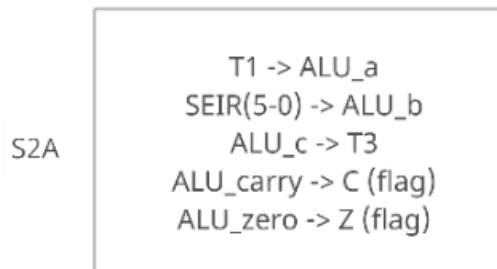 T1 -> ALU_a
SEIR(5-0) -> ALU_b
S2A
ALU_c -> T3
ALU_carry -> C (flag)
ALU_zero -> Z (flag)